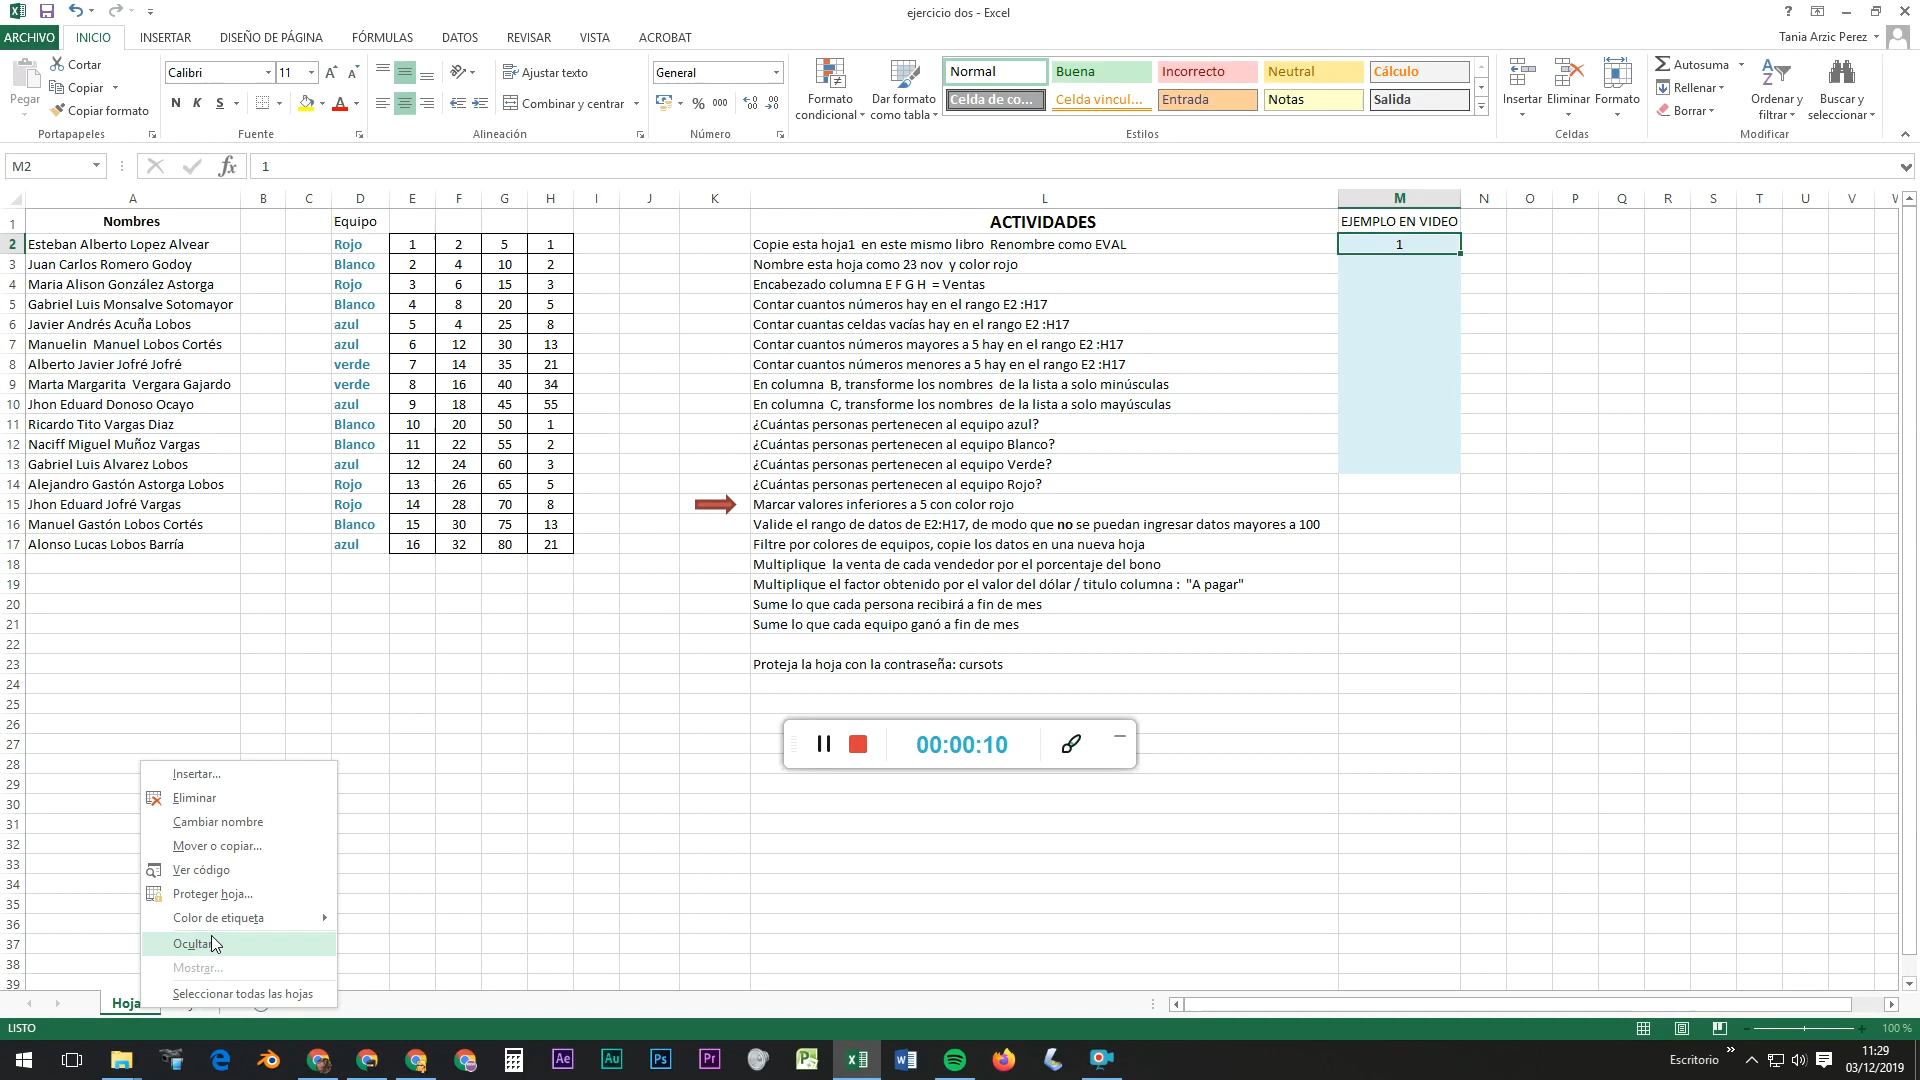 ejercicio dos - Excel
ARCHIVO INICIO INSERTAR DISEÑO DE PÁGINA FÓRMULAS DATOS REVISAR VISTA ACROBAT Tania Arzic Perez
Pegar Cortar Copiar Copiar formato
Portapapeles
Calibri 11
N K S
Fuente
Ajustar texto
Combinar y centrar
Alineación
General
% 000
Número
Formato condicional
Dar formato como tabla
Normal Buena Incorrecto Neutral Cálculo
Celda de co... Celda vincul... Entrada Notas Salida
Estilos
Insertar Eliminar Formato
Celdas
Autosuma
Rellenar
Borrar
Ordenar y filtrar
Buscar y seleccionar
Modificar
M2 fx 1
A B C D E F G H I J K L M N O P Q R S T U V
1 Nombres Equipo ACTIVIDADES EJEMPLO EN VIDEO
2 Esteban Alberto Lopez Alvear Rojo 1 2 5 1 Copie esta hoja1 en este mismo libro Renombre como EVAL 1
3 Juan Carlos Romero Godoy Blanco 2 4 10 2 Nombre esta hoja como 23 nov y color rojo
4 Maria Alison González Astorga Rojo 3 6 15 3 Encabezado columna E F G H = Ventas
5 Gabriel Luis Monsalve Sotomayor Blanco 4 8 20 5 Contar cuantos números hay en el rango E2 :H17
6 Javier Andrés Acuña Lobos azul 5 4 25 8 Contar cuantas celdas vacías hay en el rango E2 :H17
7 Manuelin Manuel Lobos Cortés azul 6 12 30 13 Contar cuantos números mayores a 5 hay en el rango E2 :H17
8 Alberto Javier Jofré Jofré verde 7 14 35 21 Contar cuantos números menores a 5 hay en el rango E2 :H17
9 Marta Margarita Vergara Gajardo verde 8 16 40 34 En columna B, transforme los nombres de la lista a solo minúsculas
10 Jhon Eduard Donoso Ocayo azul 9 18 45 55 En columna C, transforme los nombres de la lista a solo mayúsculas
11 Ricardo Tito Vargas Diaz Blanco 10 20 50 1 ¿Cuántas personas pertenecen al equipo azul?
12 Naciff Miguel Muñoz Vargas Blanco 11 22 55 2 ¿Cuántas personas pertenecen al equipo Blanco?
13 Gabriel Luis Alvarez Lobos azul 12 24 60 3 ¿Cuántas personas pertenecen al equipo Verde?
14 Alejandro Gastón Astorga Lobos Rojo 13 26 65 5 ¿Cuántas personas pertenecen al equipo Rojo?
15 Jhon Eduard Jofré Vargas Rojo 14 28 70 8 Marcar valores inferiores a 5 con color rojo
16 Manuel Gastón Lobos Cortés Blanco 15 30 75 13 Valide el rango de datos de E2:H17, de modo que no se puedan ingresar datos mayores a 100
17 Alonso Lucas Lobos Barría azul 16 32 80 21 Filtre por colores de equipos, copie los datos en una nueva hoja
18 Multiplique la venta de cada vendedor por el porcentaje del bono
19 Multiplique el factor obtenido por el valor del dólar / titulo columna : "A pagar"
20 Sume lo que cada persona recibirá a fin de mes
21 Sume lo que cada equipo ganó a fin de mes
22
23 Proteja la hoja con la contraseña: cursots
24
25
26
27
28
29
30
31
32
33
34
35
36
37
38
39
00:00:10
Insertar...
Eliminar
Cambiar nombre
Mover o copiar...
Ver código
Proteger hoja...
Color de etiqueta
Ocultar
Mostrar...
Seleccionar todas las hojas
Hoja
LISTO 100 %
Ae Au Ps Pr
Escritorio
11:29
03/12/2019